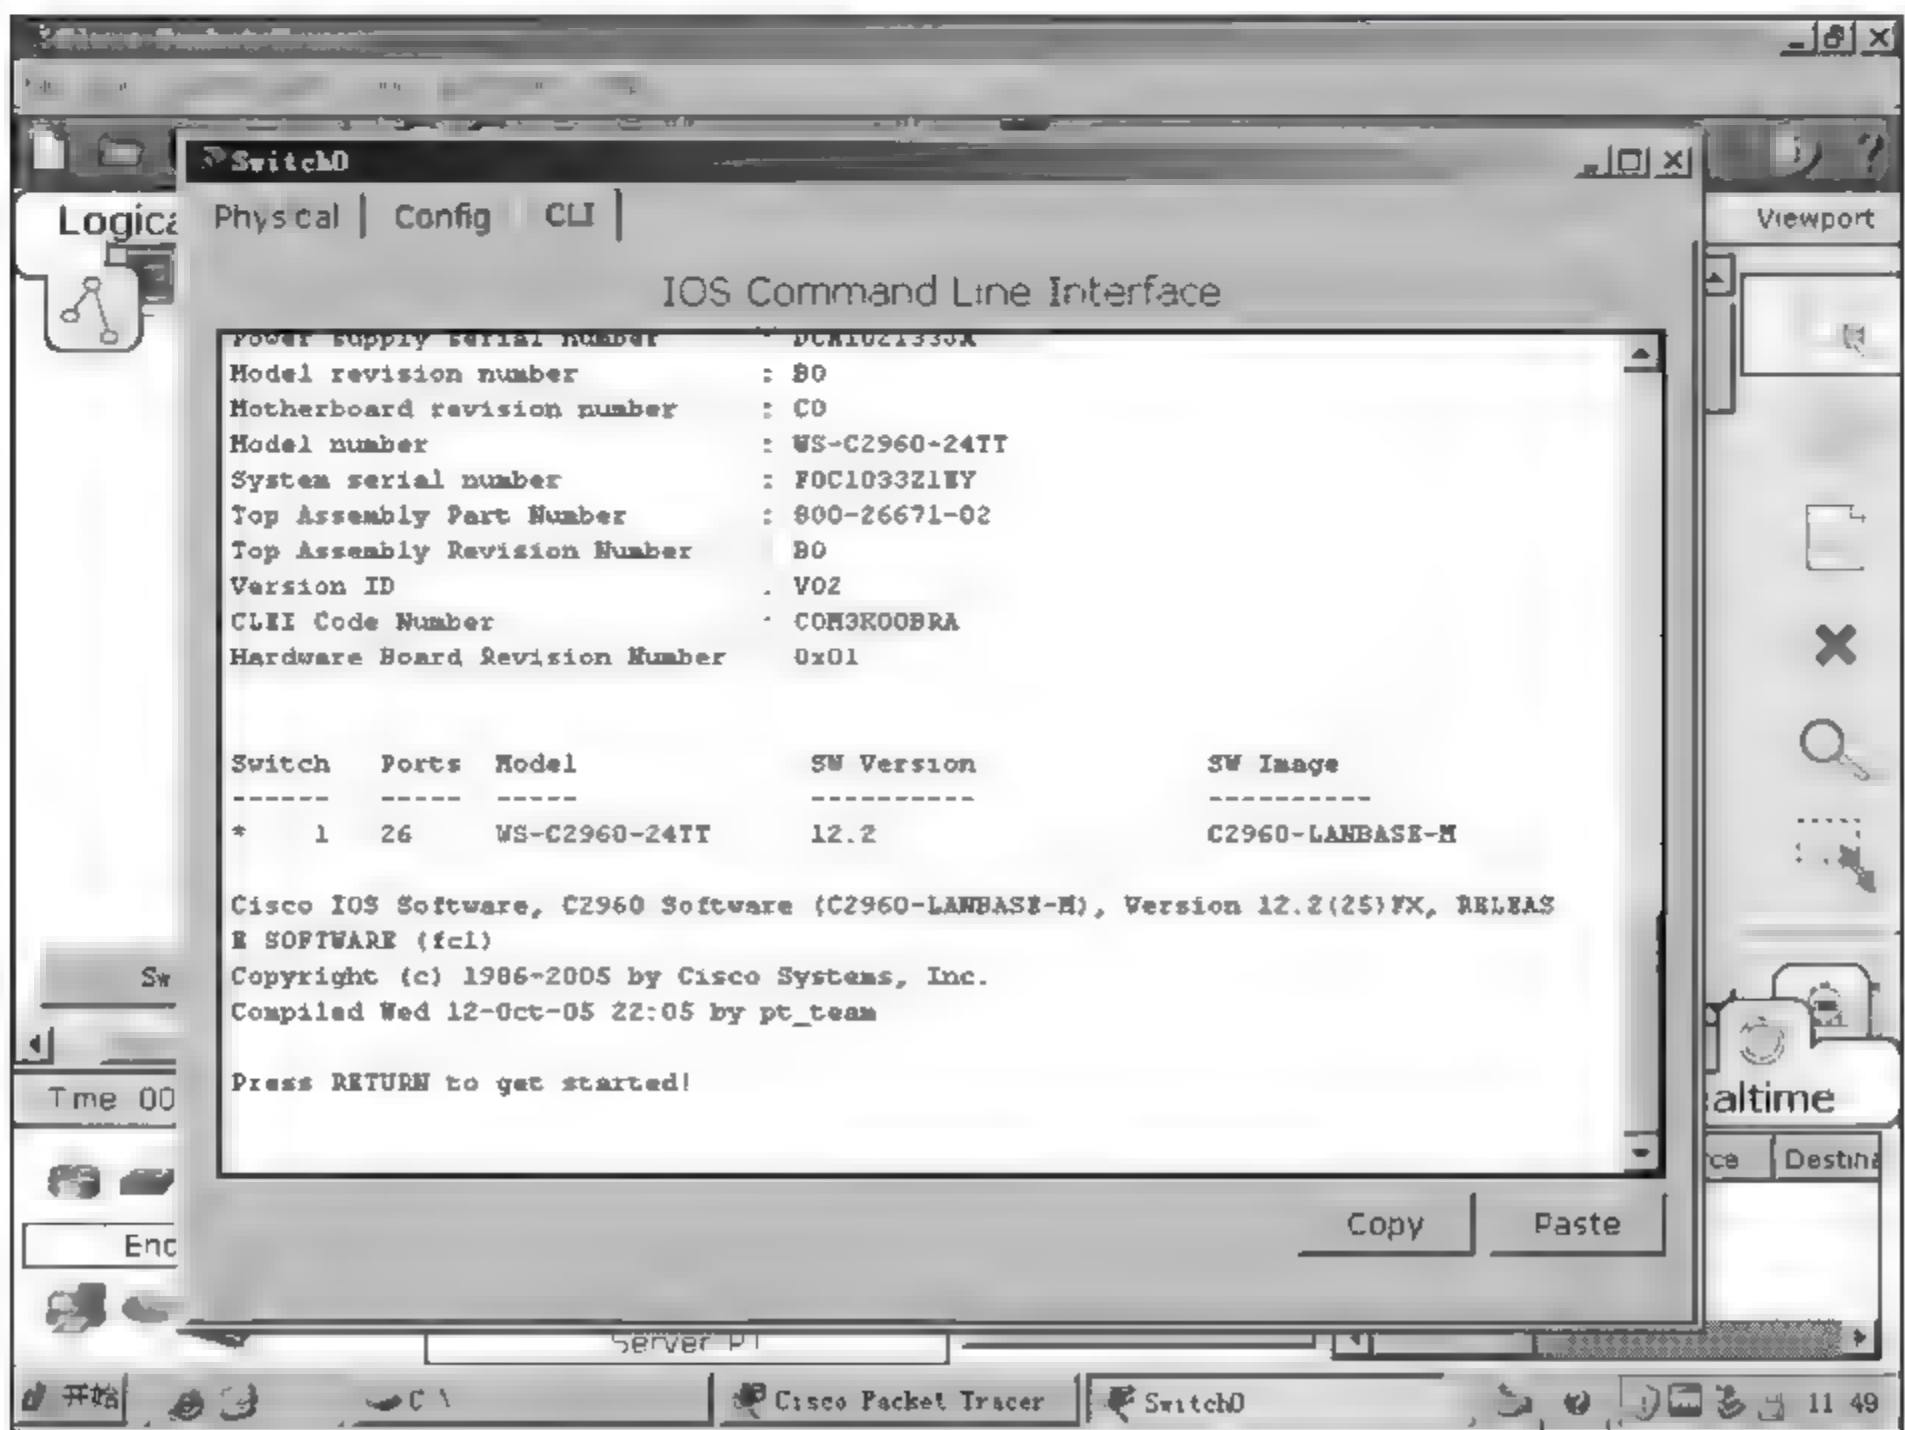 Switch0
Logica
Physical Config CLI
Viewport
IOS Command Line Interface
Power supply serial number
Model revision number : B0
Motherboard revision number : C0
Model number : WS-C2960-24TT
System serial number : FOC1033Z1EY
Top Assembly Part Number : 800-26671-02
Top Assembly Revision Number B0
Version ID : V02
CLEI Code Number : COM3K00BRA
Hardware Board Revision Number 0x01
Switch Ports Model SW Version SW Image
------ ----- ----- ---------- ----------
* 1 26 WS-C2960-24TT 12.2 C2960-LANBASE-M
Cisco IOS Software, C2960 Software (C2960-LANBASE-M), Version 12.2(25)FX, RELEAS
E SOFTWARE (fc1)
Copyright (c) 1986-2005 by Cisco Systems, Inc.
Compiled Wed 12-Oct-05 22:05 by pt_team
Press RETURN to get started!
Sw
Time 00
altime
rce Destina
Copy Paste
End
Server PT
开始 C:\ Cisco Packet Tracer Switch0 11:49